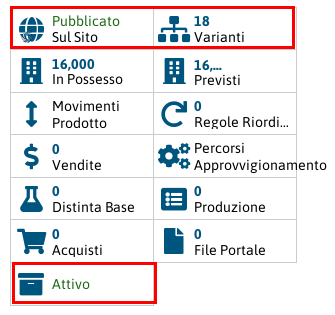 Pubblicato
Sul Sito
18
Varianti
16,000
In Possesso
16,...
Previsti
Movimenti
Prodotto
0
Regole Riordi...
0
Vendite
Percorsi
Approvvigionamento
0
Distinta Base
0
Produzione
0
Acquisti
0
File Portale
Attivo